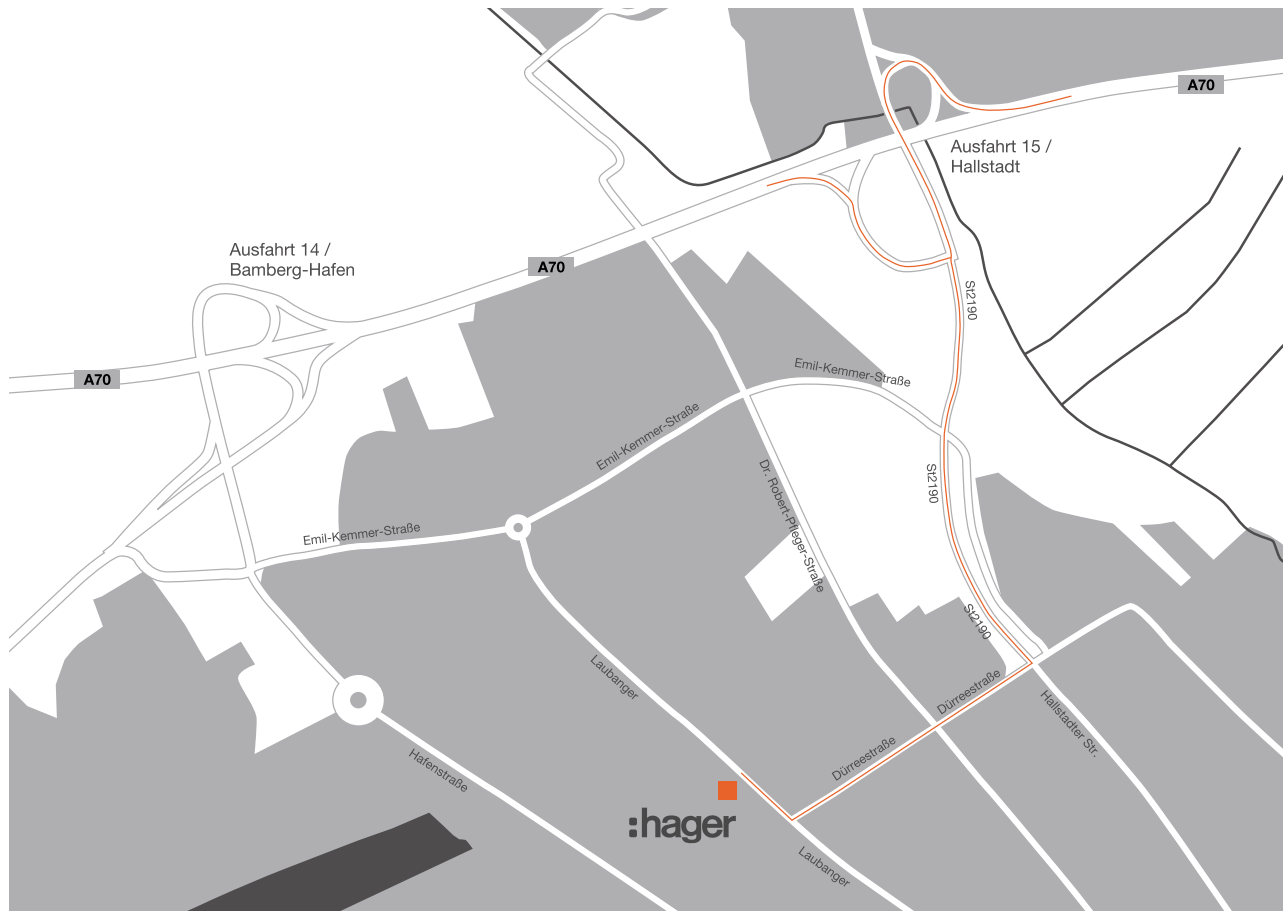 A70
Ausfahrt 15 /
Hallstadt
Ausfahrt 14 /
Bamberg-Hafen
A70
St2190
A70
Emil-Kemmer-Straße
Emil-Kemmer-Straße
Dr. Robert-Pfleger-Straße
St2190
Emil-Kemmer-Straße
St2190
Laubanger
Dürreestraße
Hallstadter Str.
Dürreestraße
Hafenstraße
:hager
Laubanger